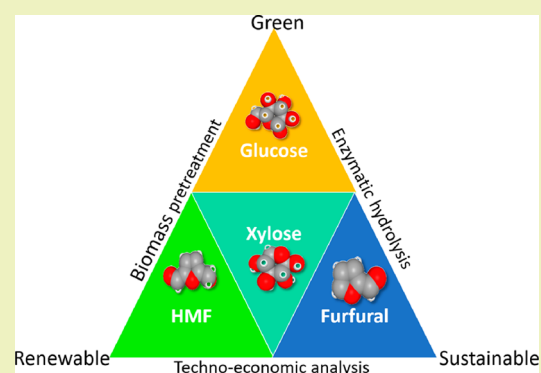 Green
Biomass pretreatment
Enzymatic hydrolysis
Glucose
Xylose
HMF
Furfural
Renewable
Techno-economic analysis
Sustainable